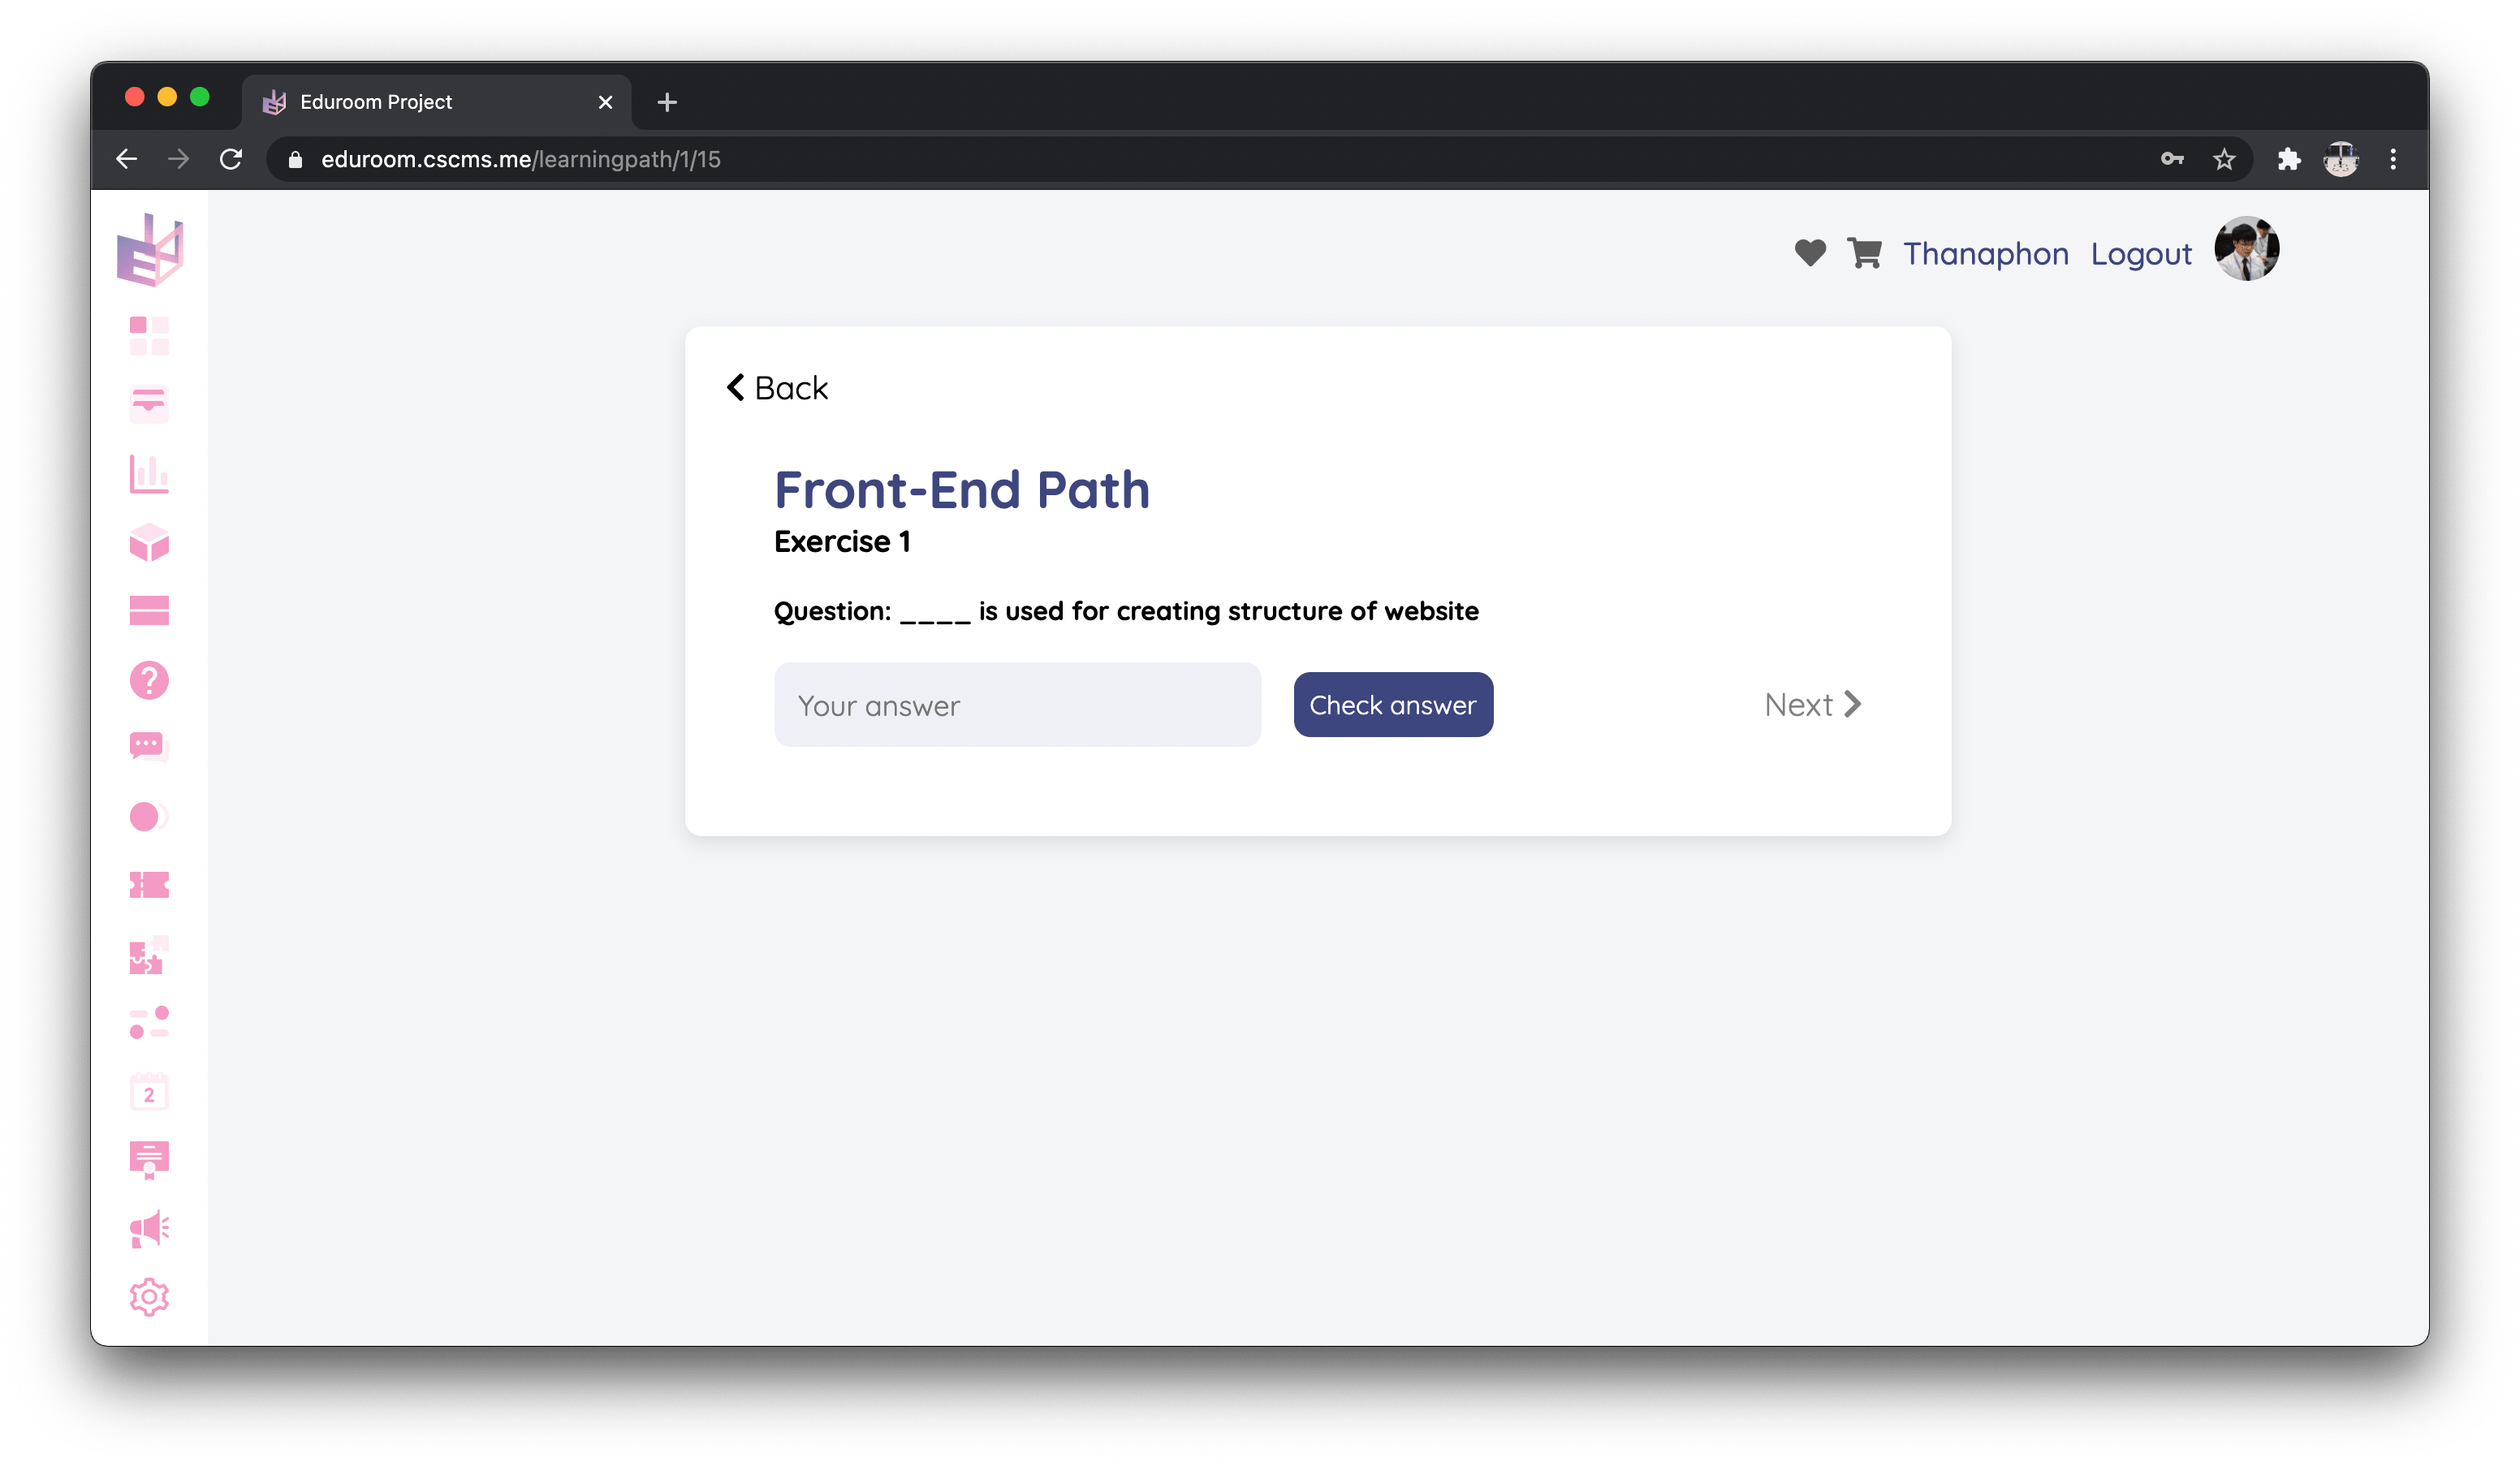 Eduroom Project
eduroom.cscms.me/learningpath/1/15
Thanaphon Logout
Back
Front-End Path
Exercise 1
Question: ____ is used for creating structure of website
Your answer
Check answer
Next
2